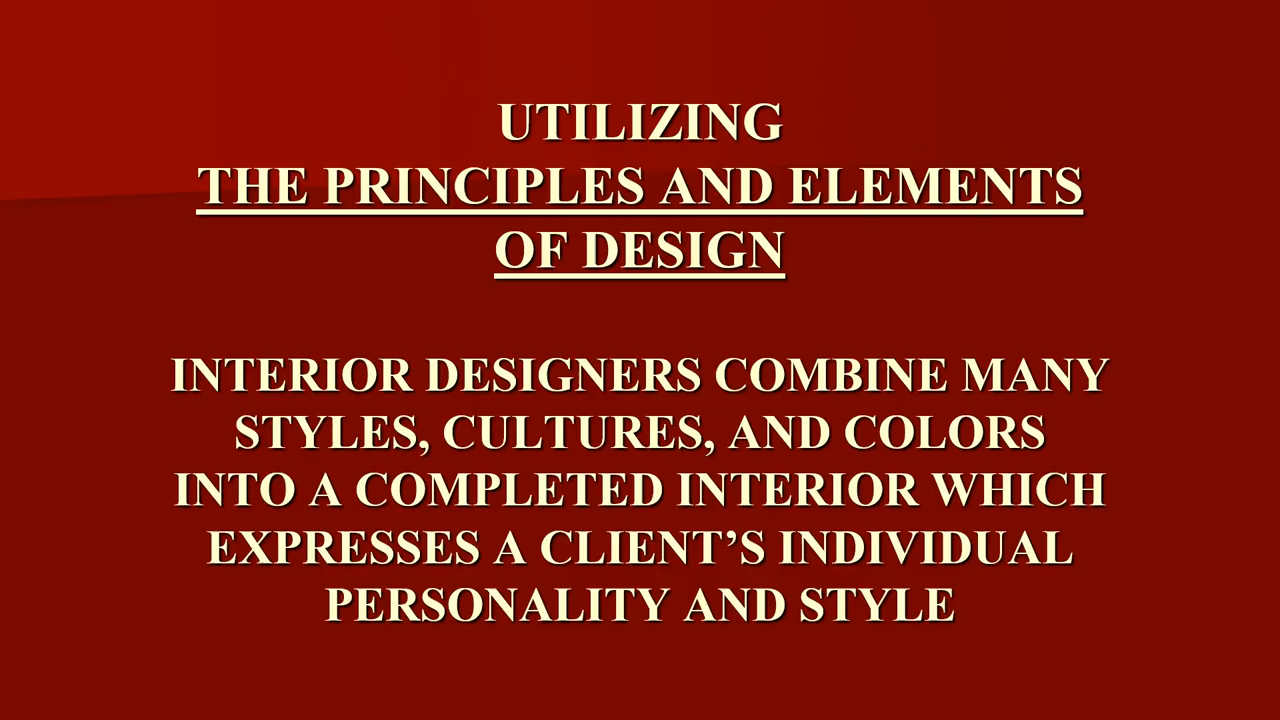 UTILIZING
THE PRINCIPLES AND ELEMENTS
OF DESIGN
INTERIOR DESIGNERS COMBINE MANY
STYLES, CULTURES, AND COLORS
INTO A COMPLETED INTERIOR WHICH
EXPRESSES A CLIENT’S INDIVIDUAL
PERSONALITY AND STYLE